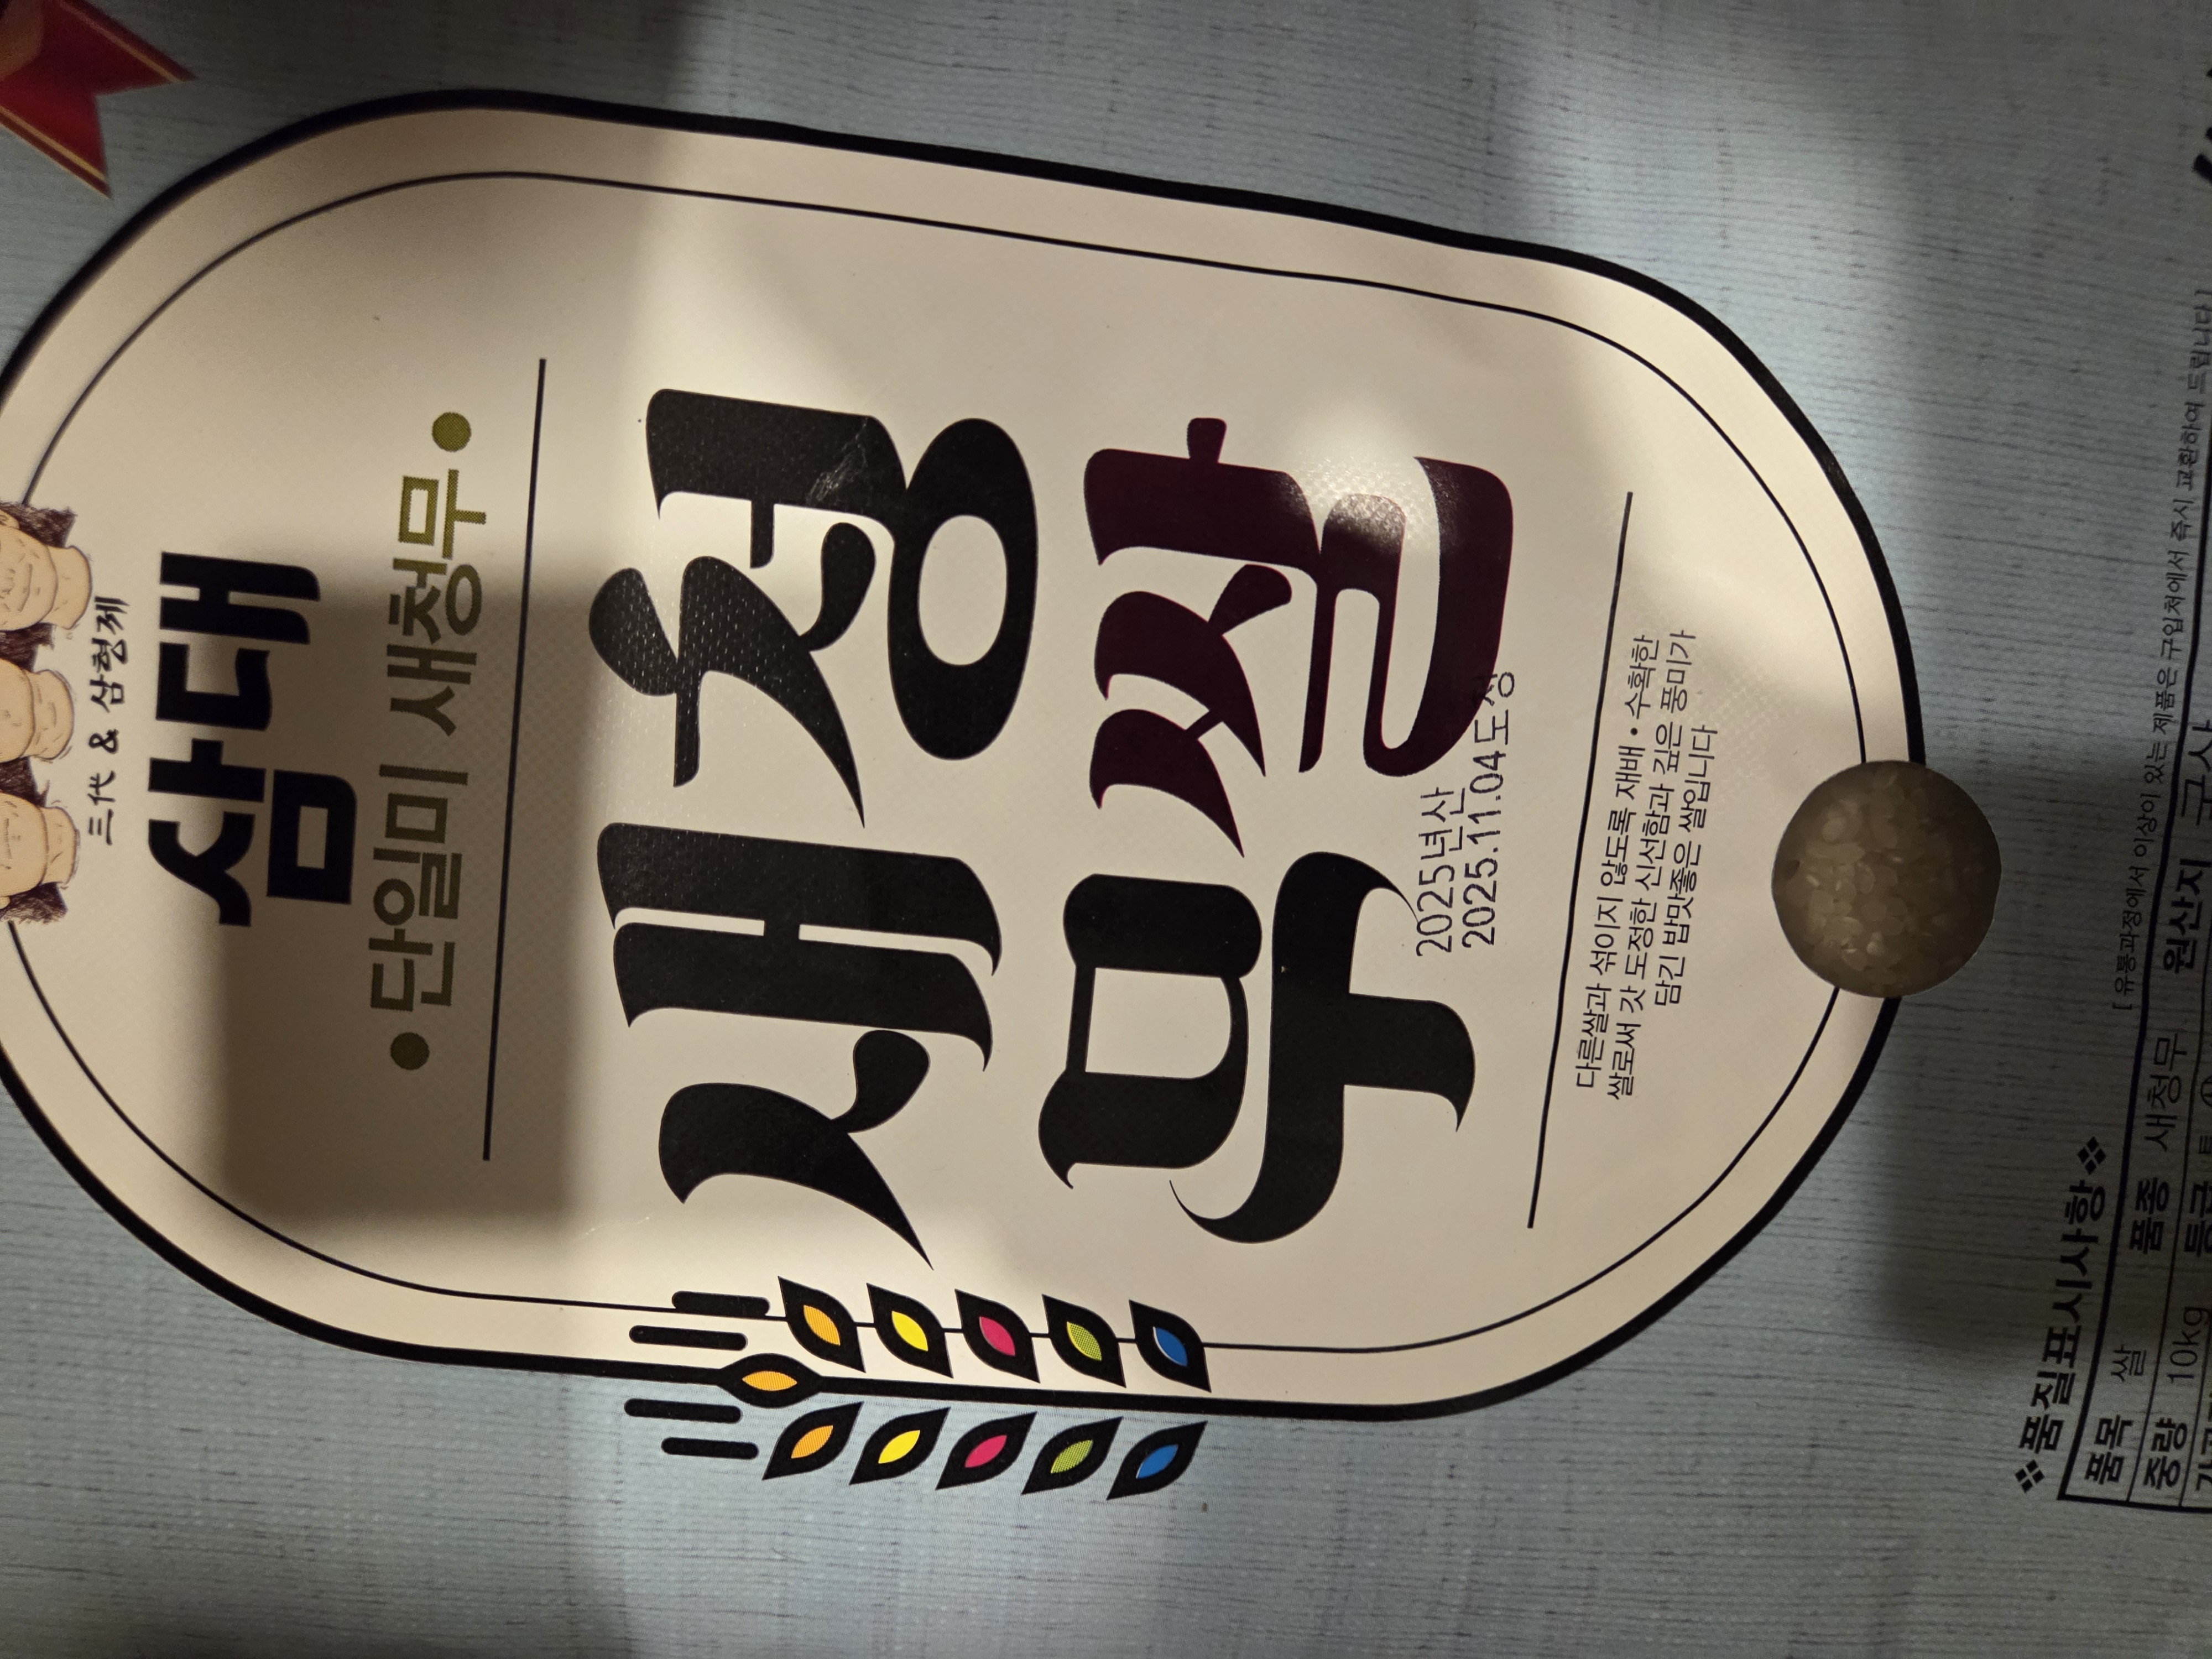 三代 & 삼형제
삼대
•단일미 새청무•
새청
무쌀
2025년산
2025.11.04도정
다른쌀과 섞이지 않도록 재배•수확한
쌀로써 갓 도정한 신선함과 깊은 풍미가
담긴 밥맛좋은 쌀입니다
❖품질표시사항❖
[유통과정에서 이상이 있는 제품은 구입처에서 즉시 교환하여 드립니다]
품목 쌀 품종 새청무 원산지
중량 10kg 등급